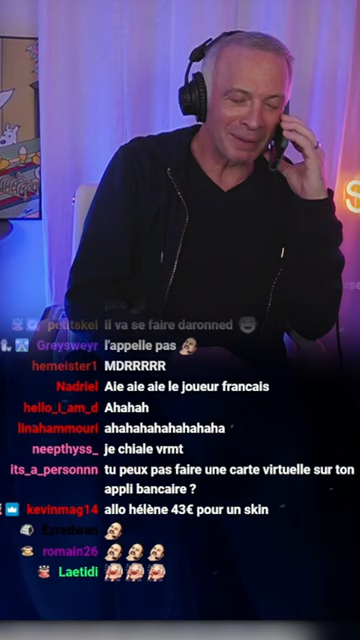 petitskel il va se faire daronned
Greysweyr l'appelle pas
hemeister1 MDRRRRR
Nadriel Aie aie aie le joueur francais
hello_i_am_d Ahahah
linahammouri ahahahahahahahaha
neepthyss_ je chiale vrmt
its_a_personnn tu peux pas faire une carte virtuelle sur ton
appli bancaire ?
kevinmag14 allo hélène 43€ pour un skin
Ezredwan
romain26
Laetidi